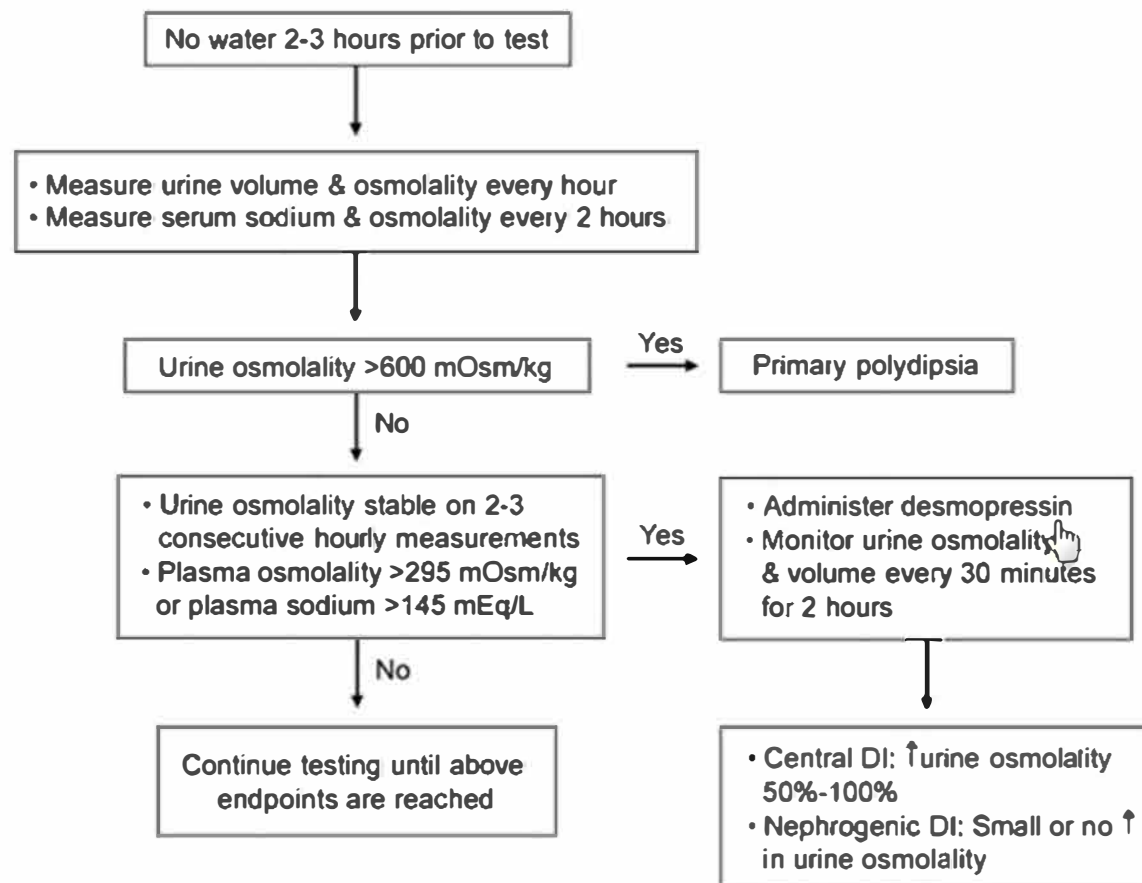 No water 2-3 hours prior to test
• Measure urine volume & osmolality every hour
• Measure serum sodium & osmolality every 2 hours
Urine osmolality >600 mOsm/kg
Yes
Primary polydipsia
No
• Urine osmolality stable on 2-3
consecutive hourly measurements
• Plasma osmolality >295 mOsm/kg
or plasma sodium >145 mEq/L
Yes
• Administer desmopressin
• Monitor urine osmolality
& volume every 30 minutes
for 2 hours
No
Continue testing until above
endpoints are reached
• Central DI: ↑urine osmolality
50%-100%
• Nephrogenic DI: Small or no ↑
in urine osmolality